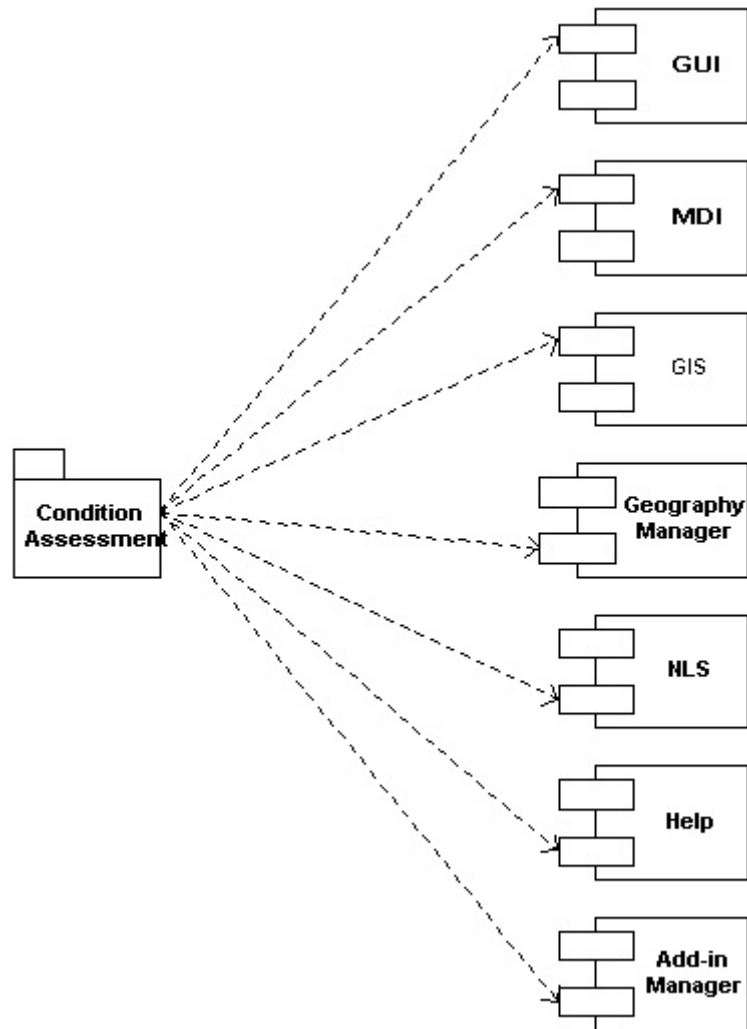 GUI
MDI
GIS
Condition
Assessment
Geography
Manager
NLS
Help
Add-in
Manager